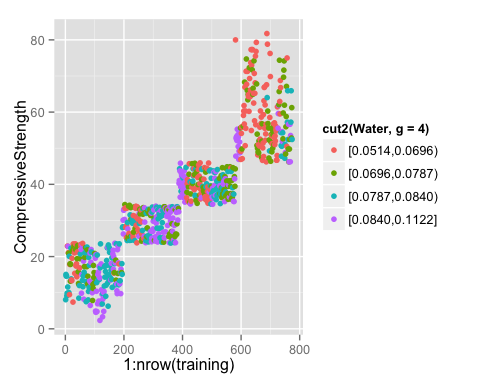 80
60
40
20
0
CompressiveStrength
0 200 400 600 800
1:nrow(training)
cut2(Water, g = 4)
[0.0514,0.0696)
[0.0696,0.0787)
[0.0787,0.0840)
[0.0840,0.1122]